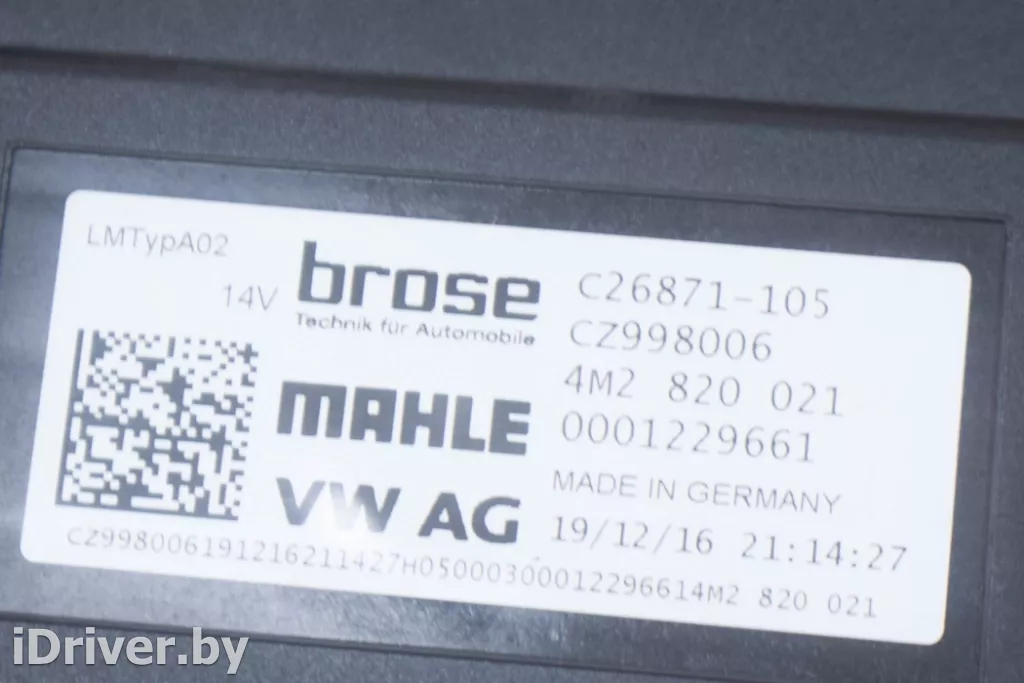 LMTypA02
14V
brose
Technik für Automobile
MAHLE
VW AG
C26871-105
CZ998006
4M2 820 021
0001229661
MADE IN GERMANY
19/12/16 21:14:27
CZ998006191216211427H05000300012296614M2 820 021
iDriver.by